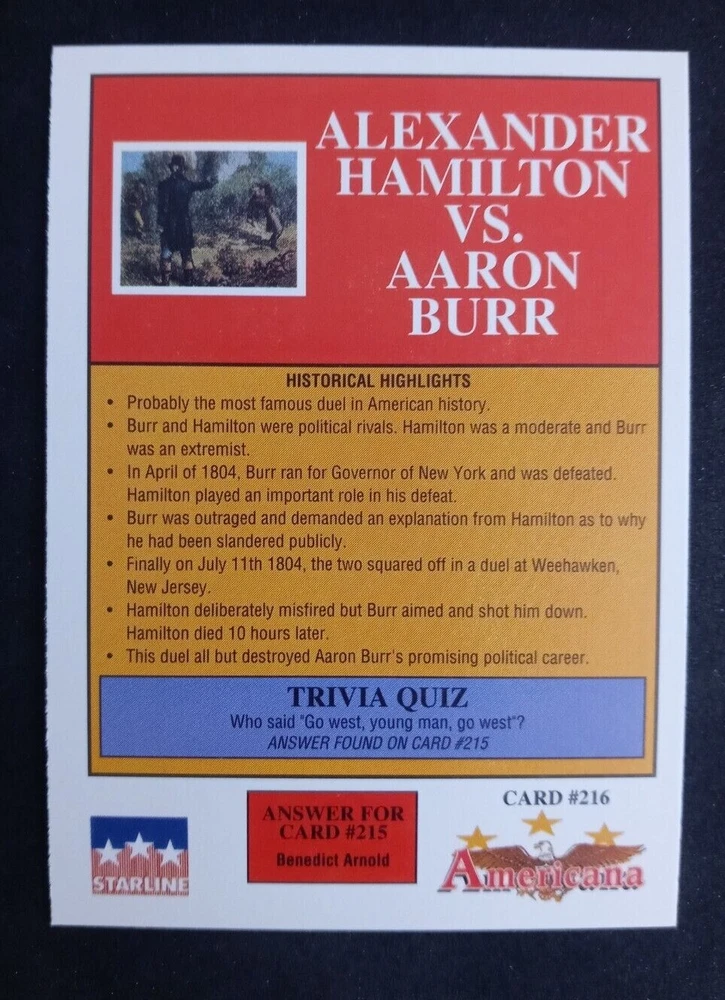 ALEXANDER
HAMILTON
VS.
AARON
BURR
HISTORICAL HIGHLIGHTS
• Probably the most famous duel in American history.
• Burr and Hamilton were political rivals. Hamilton was a moderate and Burr
was an extremist.
• In April of 1804, Burr ran for Governor of New York and was defeated.
Hamilton played an important role in his defeat.
• Burr was outraged and demanded an explanation from Hamilton as to why
he had been slandered publicly.
• Finally on July 11th 1804, the two squared off in a duel at Weehawken,
New Jersey.
• Hamilton deliberately misfired but Burr aimed and shot him down.
Hamilton died 10 hours later.
• This duel all but destroyed Aaron Burr's promising political career.
TRIVIA QUIZ
Who said "Go west, young man, go west"?
ANSWER FOUND ON CARD #215
STARLINE
ANSWER FOR
CARD #215
Benedict Arnold
CARD #216
Americana